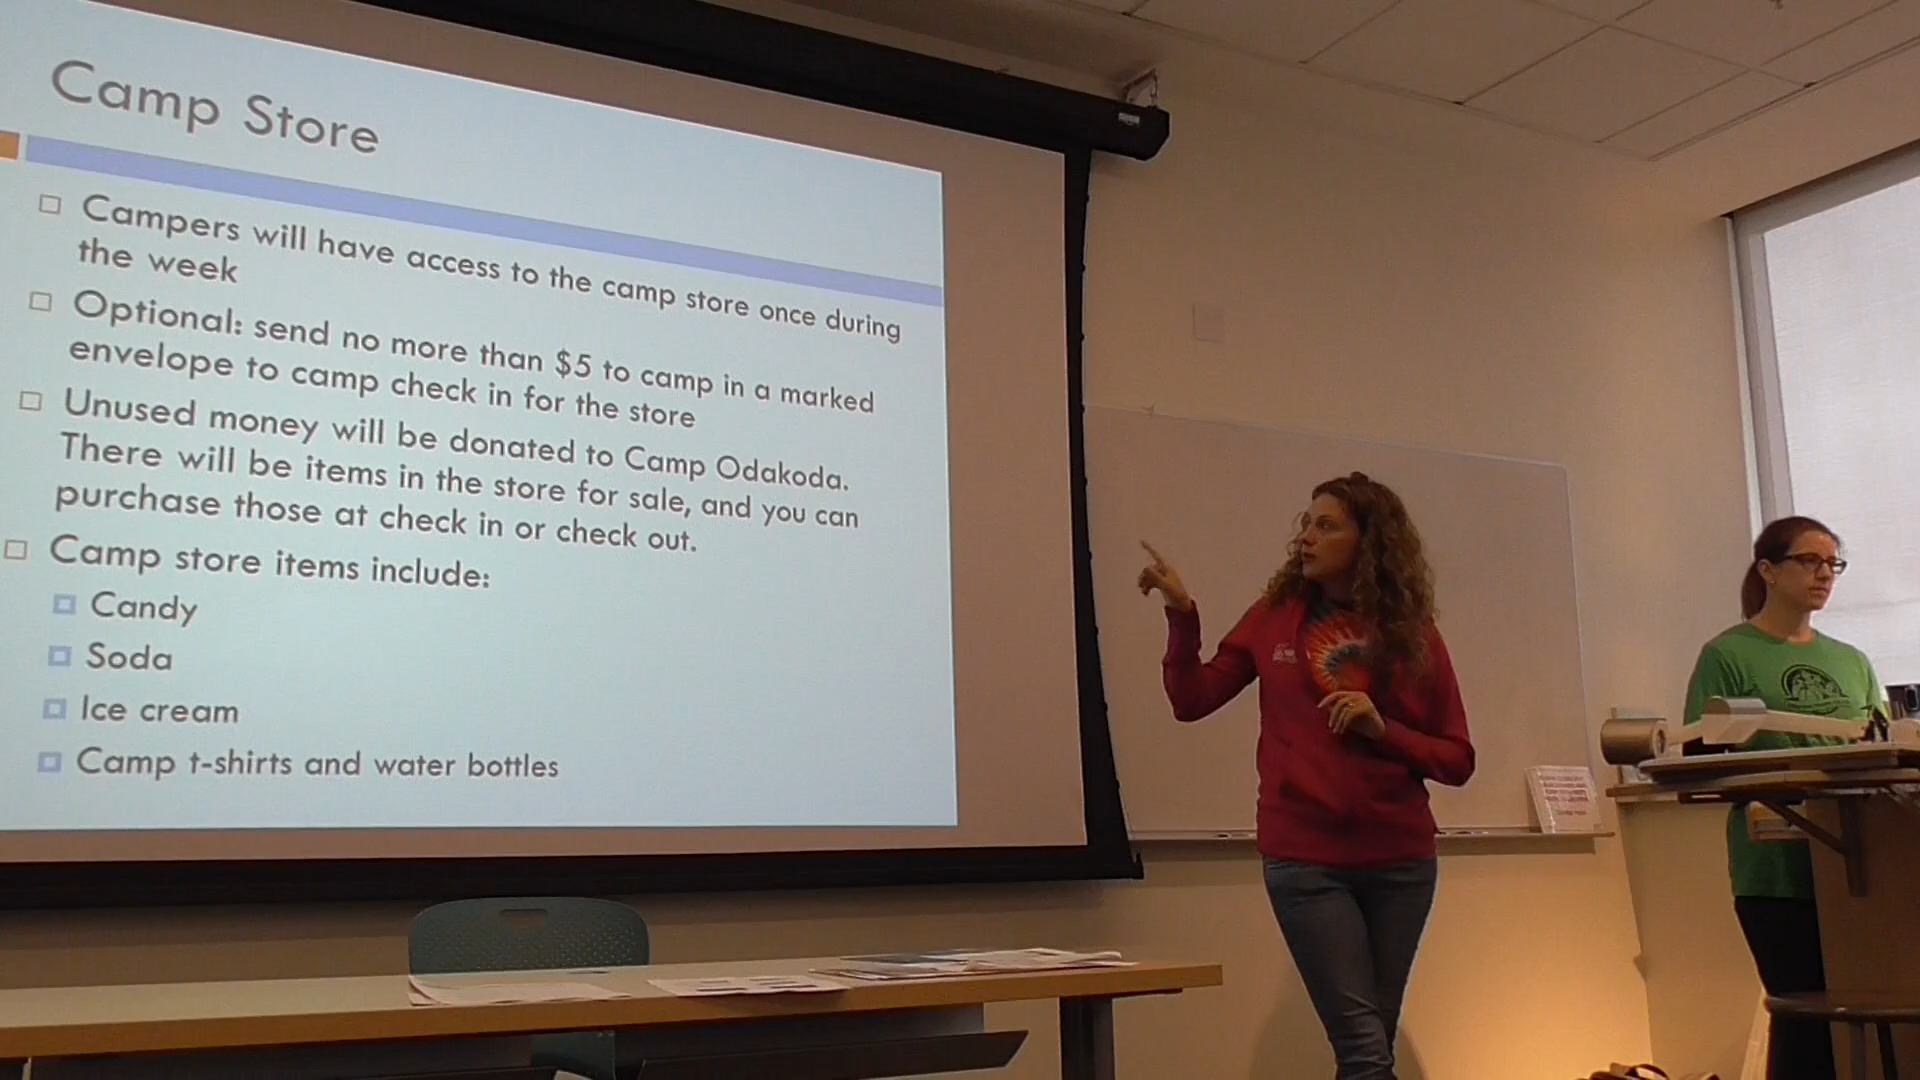 Camp Store
Campers will have access to the camp store once during
the week
Optional: send no more than $5 to camp in a marked
envelope to camp check in for the store
Unused money will be donated to Camp Odakoda.
There will be items in the store for sale, and you can
purchase those at check in or check out.
Camp store items include:
Candy
Soda
Ice cream
Camp t-shirts and water bottles